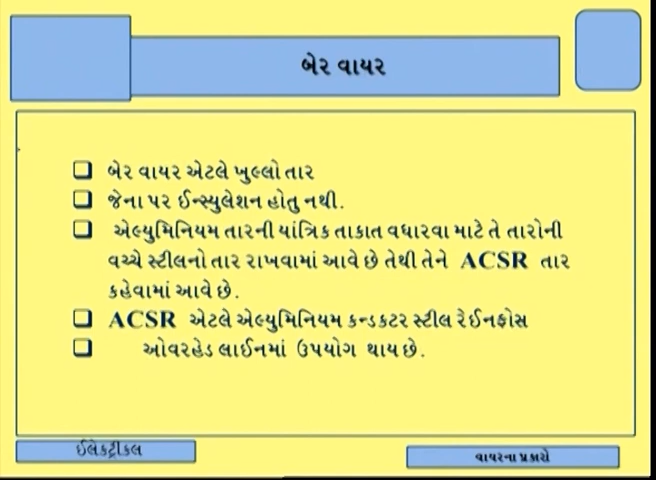 બેર વાયર
❑ બેર વાયર એટલે ખુલ્લો તાર
❑ જેના પર ઈન્સ્યુલેશન હોતુ નથી.
❑ એલ્યુમિનિયમ તારની યાંત્રિક તાકાત વધારવા માટે તે તારોની
વચ્ચે સ્ટીલનો તાર રાખવામાં આવે છે તેથી તેને ACSR તાર
કહેવામાં આવે છે.
❑ ACSR એટલે એલ્યુમિનિયમ કન્ડકટર સ્ટીલ રેઈનફોસ
❑ ઓવરહેડ લાઈનમાં ઉપયોગ થાય છે.
ઈલેકટ્રીકલ
વાયરના પ્રકારો